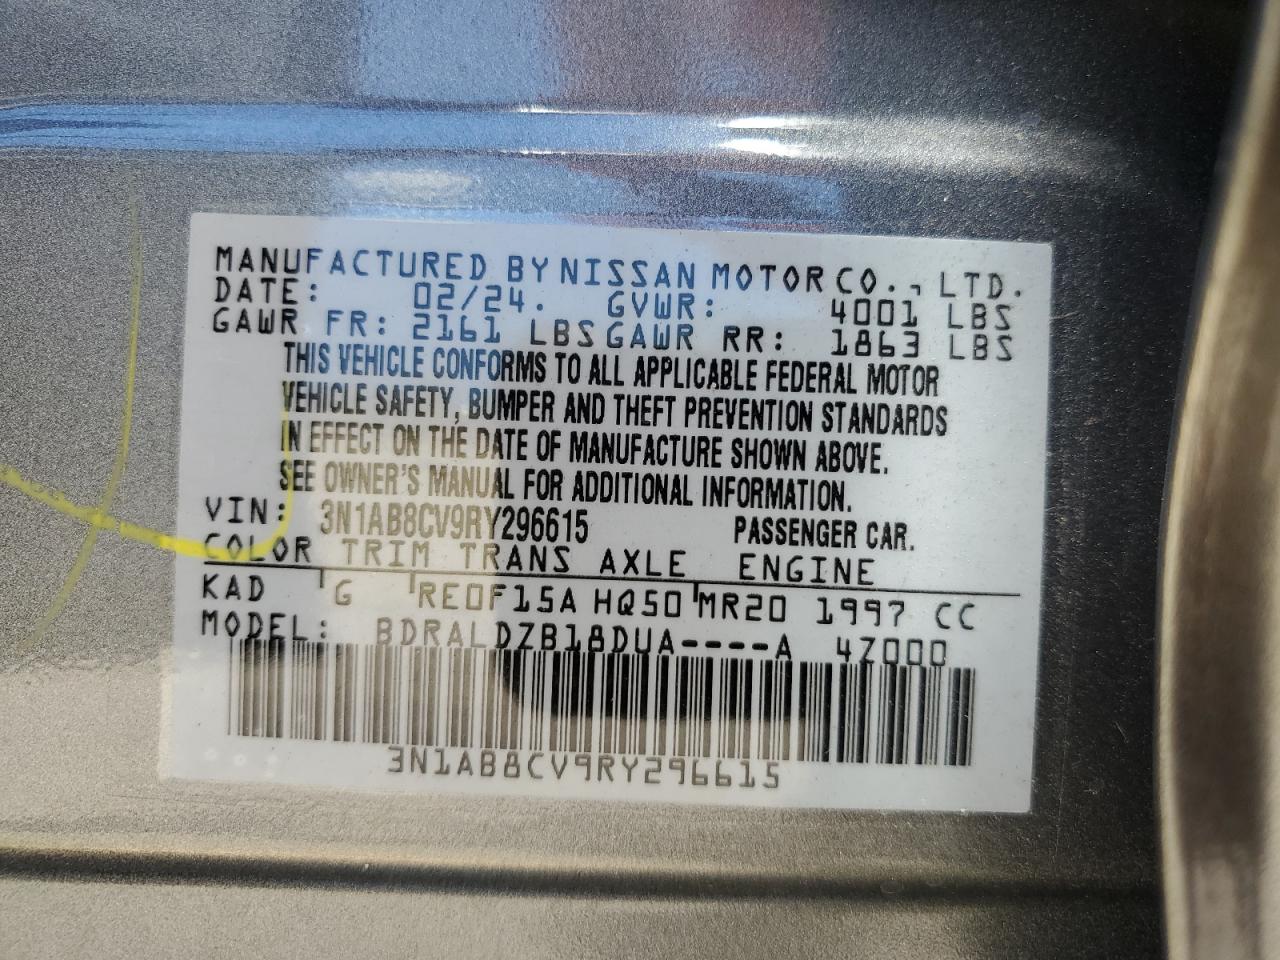 MANUFACTURED BY NISSAN MOTOR CO., LTD.
DATE: 02/24. GVWR: 4001 LBS
GAWR FR: 2161 LBS GAWR RR: 1863 LBS
THIS VEHICLE CONFORMS TO ALL APPLICABLE FEDERAL MOTOR
VEHICLE SAFETY, BUMPER AND THEFT PREVENTION STANDARDS
IN EFFECT ON THE DATE OF MANUFACTURE SHOWN ABOVE.
SEE OWNER'S MANUAL FOR ADDITIONAL INFORMATION.
VIN: 3N1AB8CV9RY296615 PASSENGER CAR.
COLOR TRIM TRANS AXLE ENGINE
KAD G RE0F15A HQ50 MR20 1997 CC
MODEL: BDRALDZB18DUA----A 4Z000
3N1AB8CV9RY296615